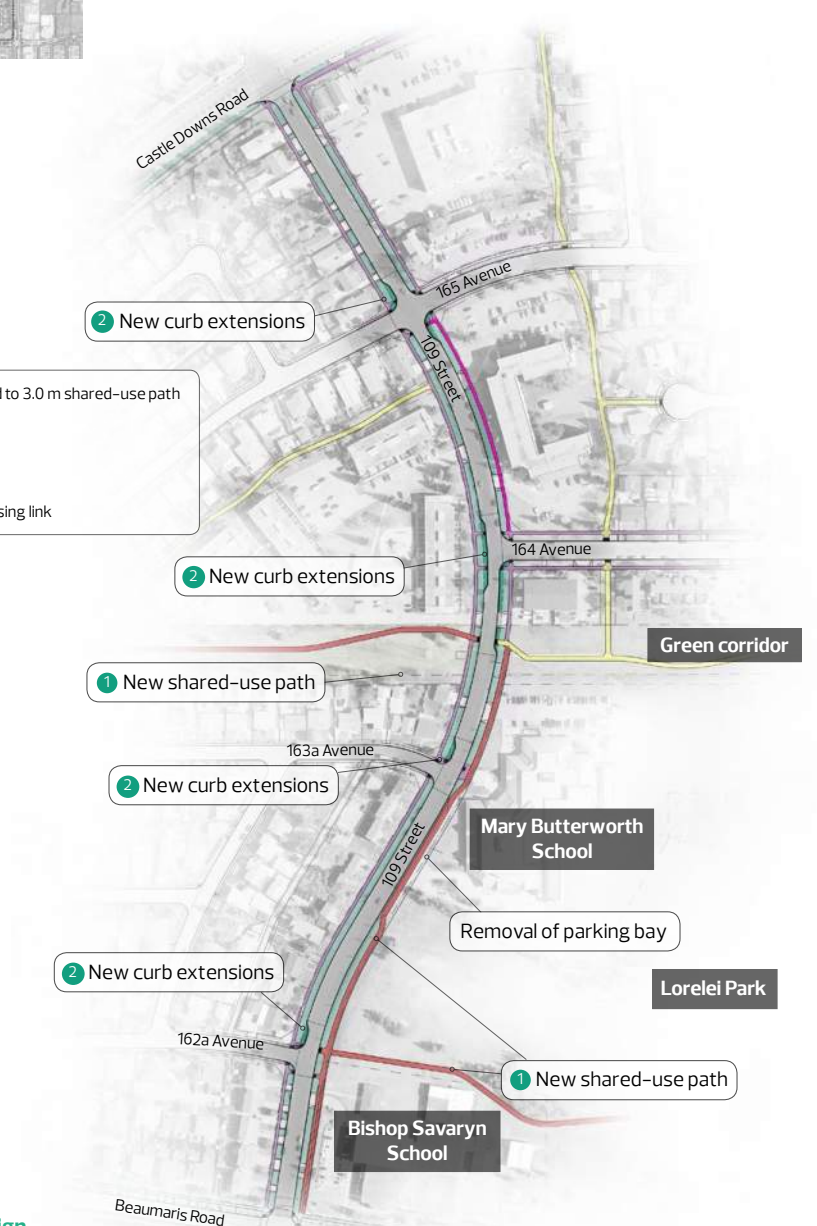 Castle Downs Road
165 Avenue
2 New curb extensions
109 Street
to 3.0 m shared-use path
sing link
2 New curb extensions
164 Avenue
Green corridor
1 New shared-use path
163a Avenue
2 New curb extensions
Mary Butterworth
School
109 Street
Removal of parking bay
2 New curb extensions
Lorelei Park
162a Avenue
1 New shared-use path
Bishop Savaryn
School
Beaumaris Road